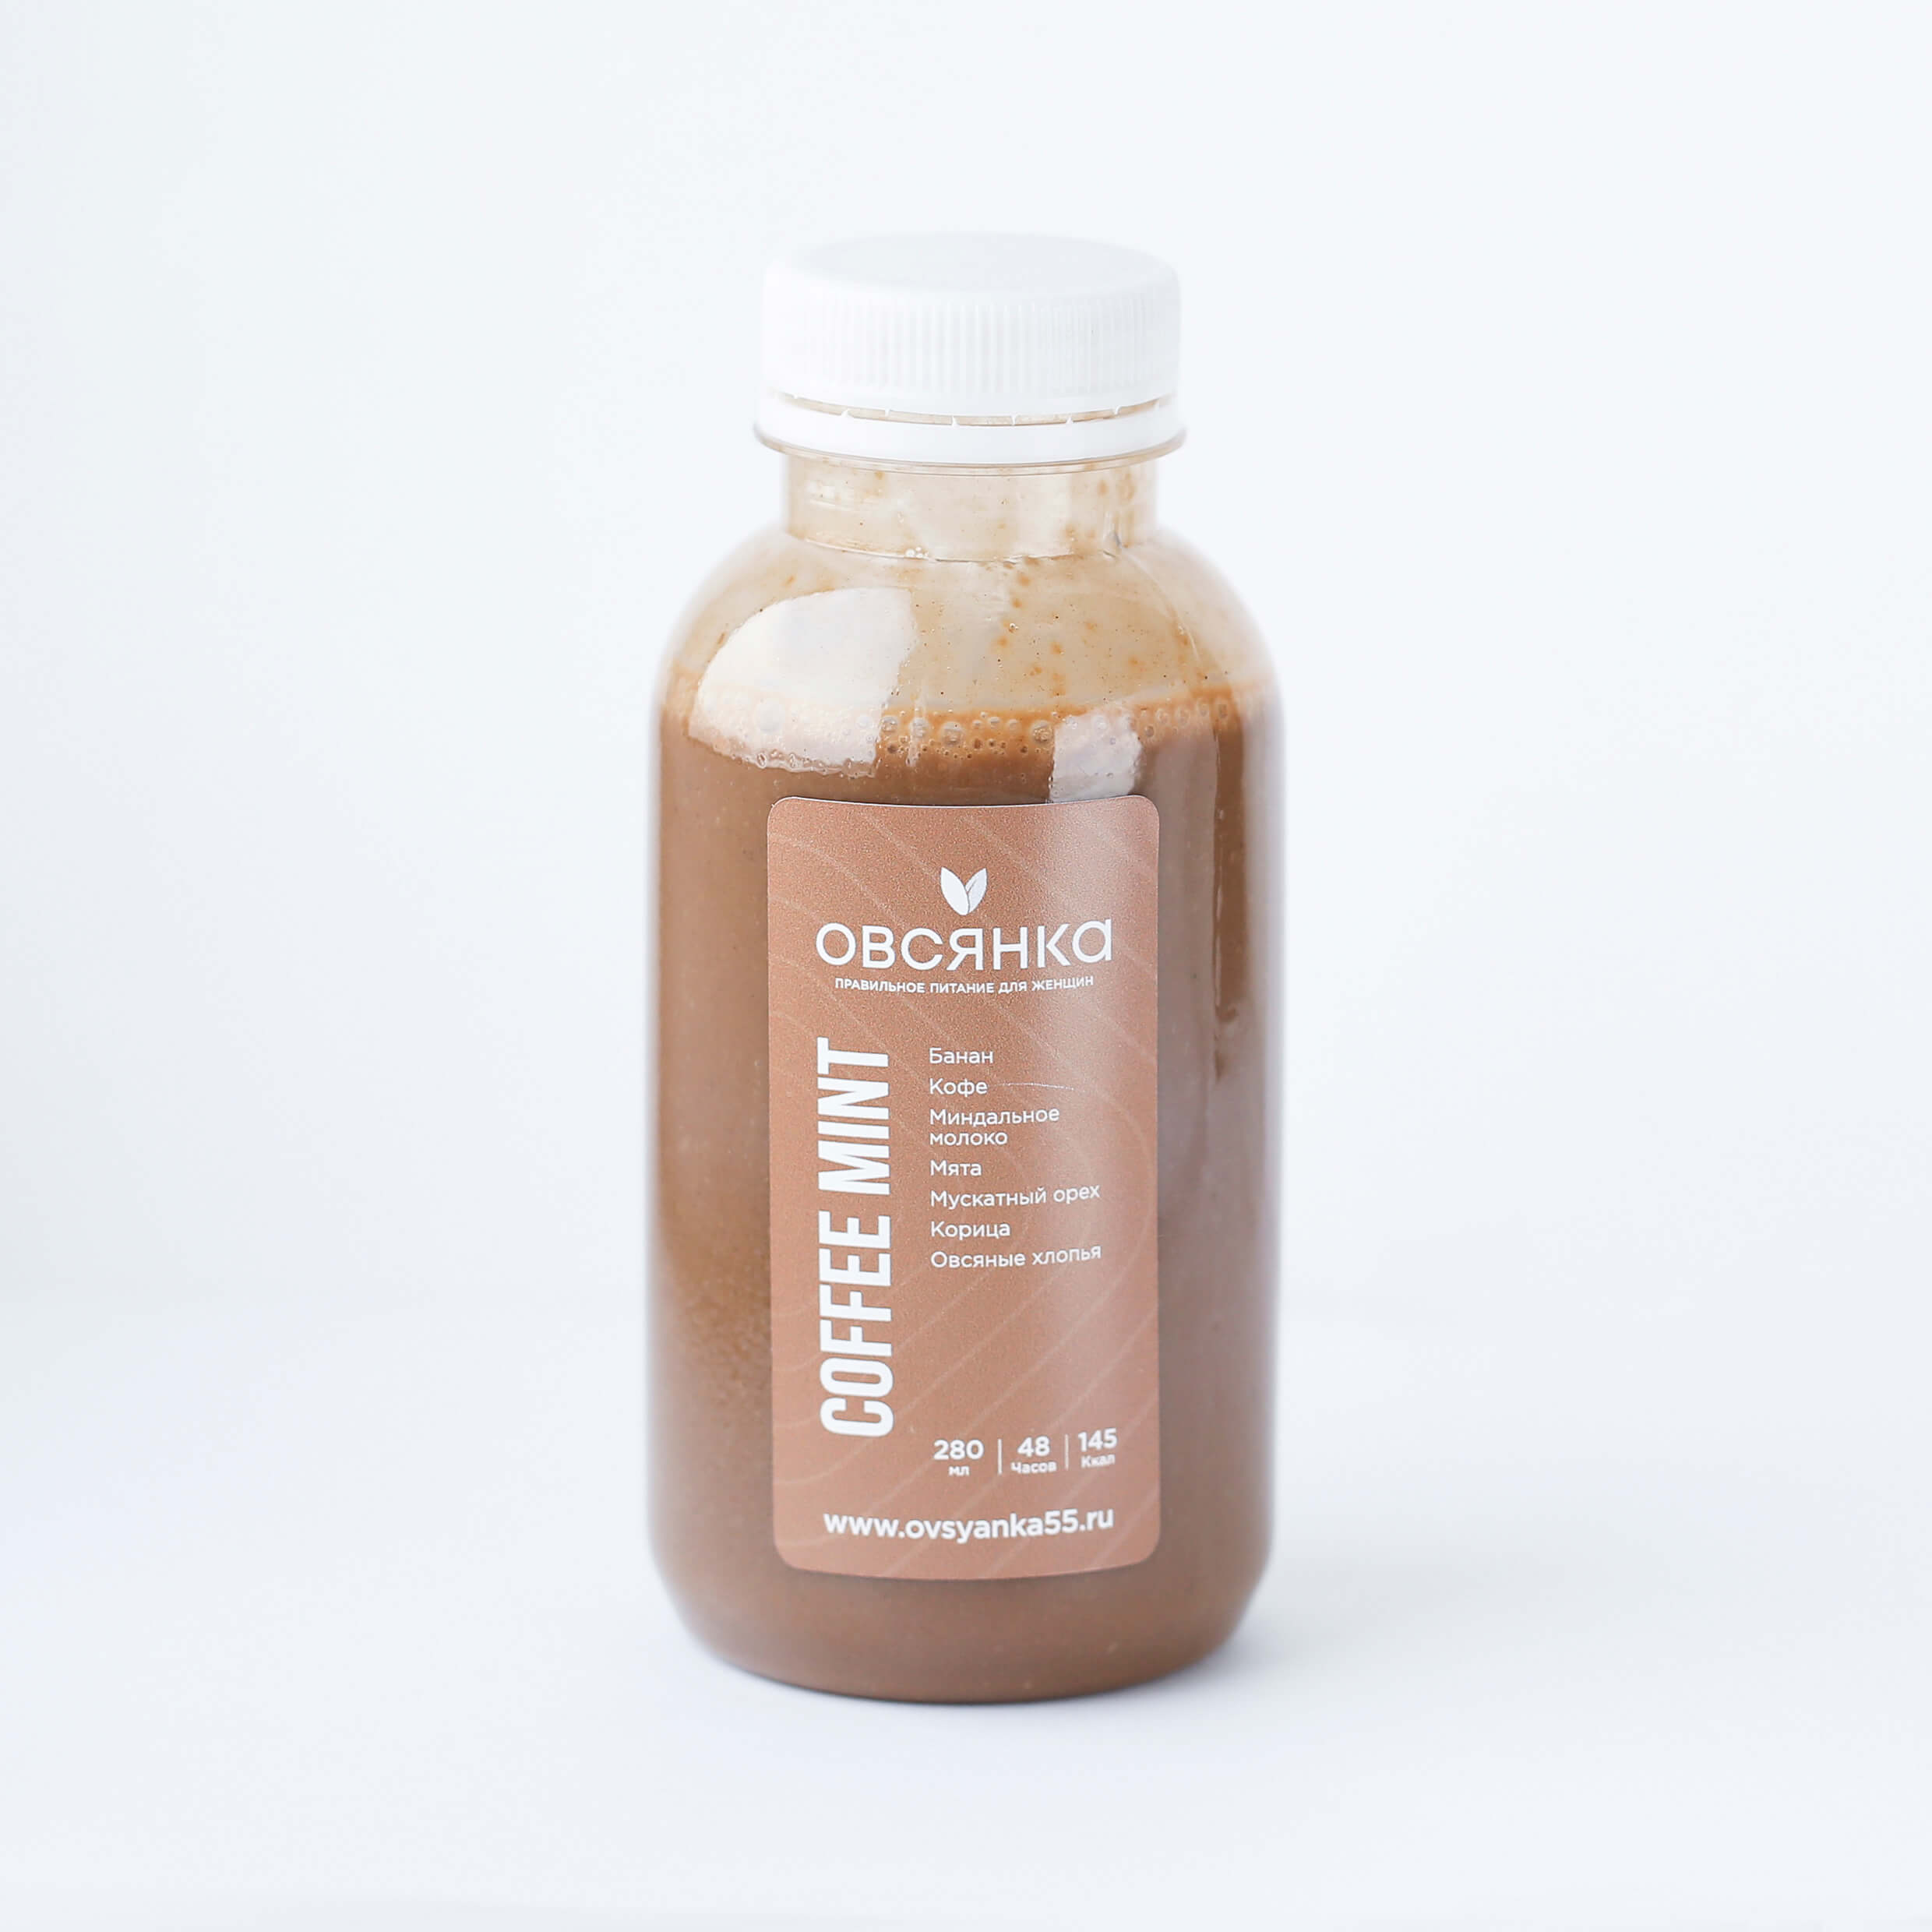 овсянка
ПРАВИЛЬНОЕ ПИТАНИЕ ДЛЯ ЖЕНЩИН
COFFEE MINT
Банан
Кофе
Миндальное
молоко
Мята
Мускатный орех
Корица
Овсяные хлопья
280 | 48 | 145
мл Часов Ккал
www.ovsyanka55.ru